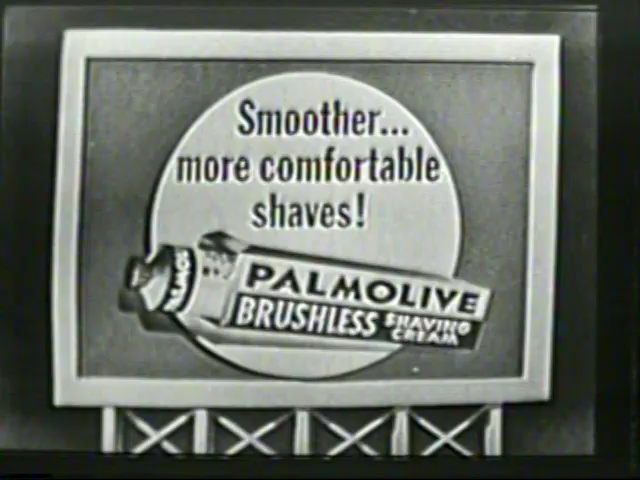 Smoother...
more comfortable
shaves!
PALMOLIVE
BRUSHLESS SHAVING
CREAM